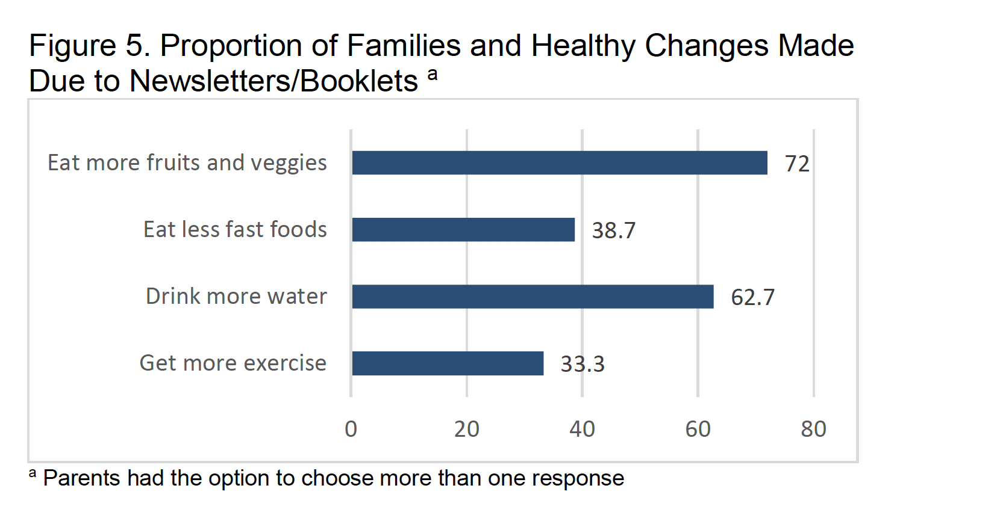 Figure 5. Proportion of Families and Healthy Changes Made
Due to Newsletters/Booklets a
Eat more fruits and veggies 72
Eat less fast foods 38.7
Drink more water 62.7
Get more exercise 33.3
0 20 40 60 80
a Parents had the option to choose more than one response